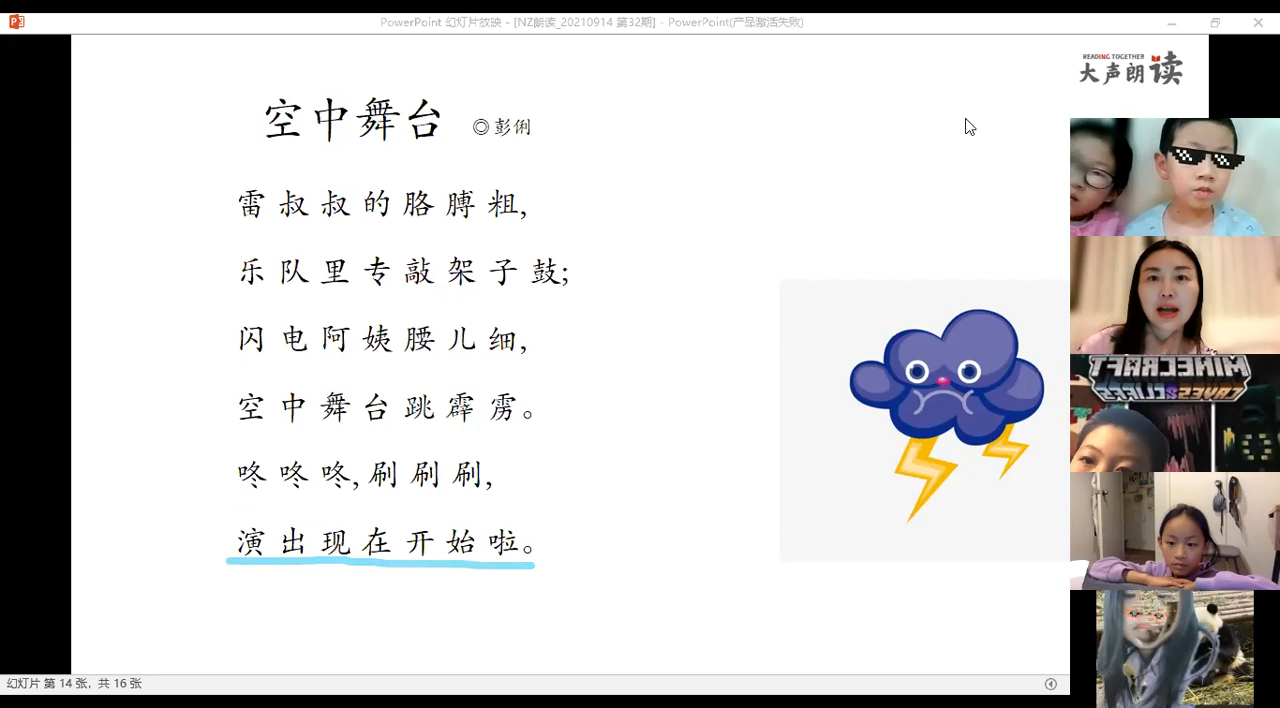 PowerPoint 幻灯片放映 - [NZ朗读_20210914 第32期] - PowerPoint(产品激活失败)
READING TOGETHER
大声朗读
空中舞台 ◎彭俐
雷叔叔的胳膊粗,
乐队里专敲架子鼓;
闪电阿姨腰儿细,
空中舞台跳霹雳。
咚咚咚,刷刷刷,
演出现在开始啦。
MINECRAFT
CAVES & CLIFFS
幻灯片 第 14 张，共 16 张